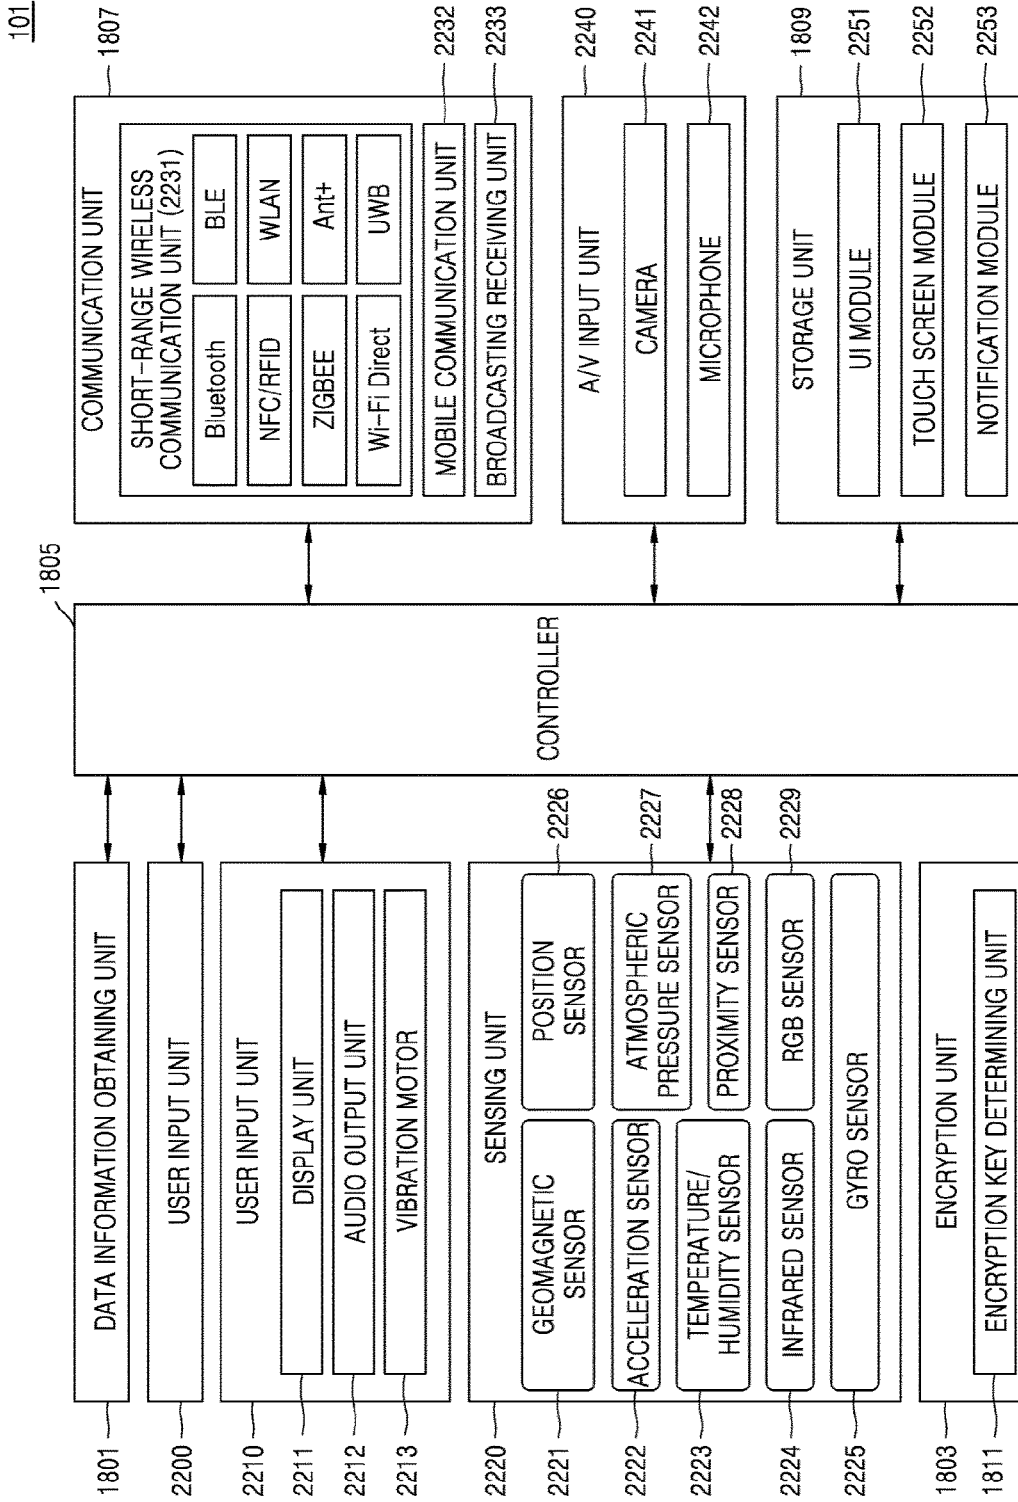 101
1801
DATA INFORMATION OBTAINING UNIT
2200
USER INPUT UNIT
2210
USER INPUT UNIT
2211
DISPLAY UNIT
2212
AUDIO OUTPUT UNIT
2213
VIBRATION MOTOR
2220
SENSING UNIT
2221
GEOMAGNETIC
SENSOR
POSITION
SENSOR
2226
2222
ACCELERATION SENSOR
ATMOSPHERIC
PRESSURE SENSOR
2227
2223
TEMPERATURE/
HUMIDITY SENSOR
PROXIMITY SENSOR
2228
2224
INFRARED SENSOR
RGB SENSOR
2229
2225
GYRO SENSOR
1803
ENCRYPTION UNIT
1811
ENCRYPTION KEY DETERMINING UNIT
1805
CONTROLLER
1807
COMMUNICATION UNIT
SHORT-RANGE WIRELESS
COMMUNICATION UNIT (2231)
Bluetooth
BLE
NFC/RFID
WLAN
ZIGBEE
Ant+
Wi-Fi Direct
UWB
MOBILE COMMUNICATION UNIT
2232
BROADCASTING RECEIVING UNIT
2233
A/V INPUT UNIT
2240
CAMERA
2241
MICROPHONE
2242
STORAGE UNIT
1809
UI MODULE
2251
TOUCH SCREEN MODULE
2252
NOTIFICATION MODULE
2253